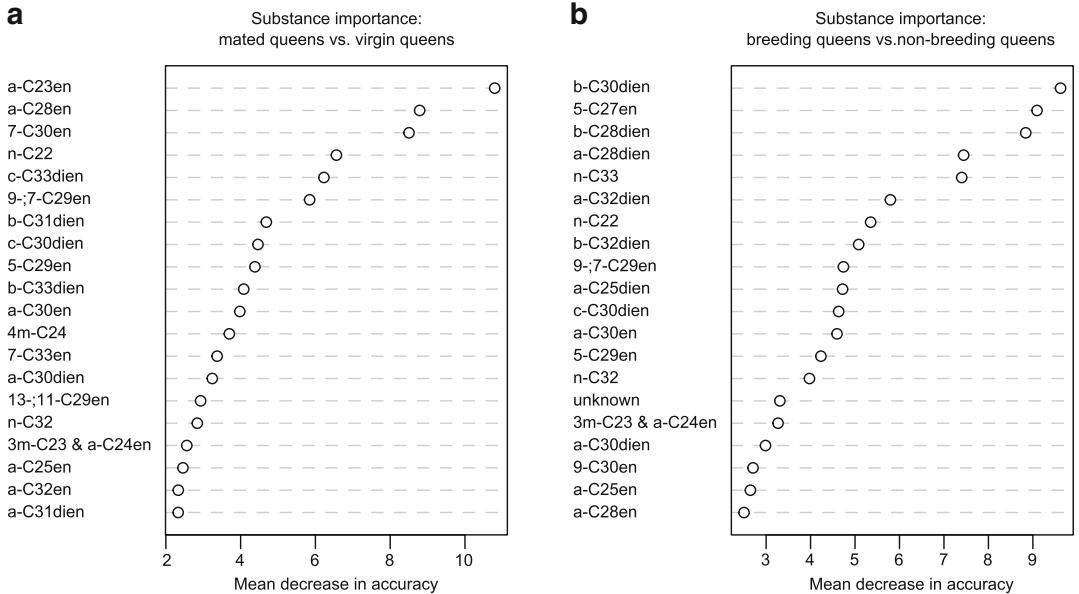 a
Substance importance:
mated queens vs. virgin queens
a-C23en
a-C28en
7-C30en
n-C22
c-C33dien
9-;7-C29en
b-C31dien
c-C30dien
5-C29en
b-C33dien
a-C30en
4m-C24
7-C33en
a-C30dien
13-;11-C29en
n-C32
3m-C23 & a-C24en
a-C25en
a-C32en
a-C31dien
2 4 6 8 10
Mean decrease in accuracy
b
Substance importance:
breeding queens vs.non-breeding queens
b-C30dien
5-C27en
b-C28dien
a-C28dien
n-C33
a-C32dien
n-C22
b-C32dien
9-;7-C29en
a-C25dien
c-C30dien
a-C30en
5-C29en
n-C32
unknown
3m-C23 & a-C24en
a-C30dien
9-C30en
a-C25en
a-C28en
3 4 5 6 7 8 9
Mean decrease in accuracy